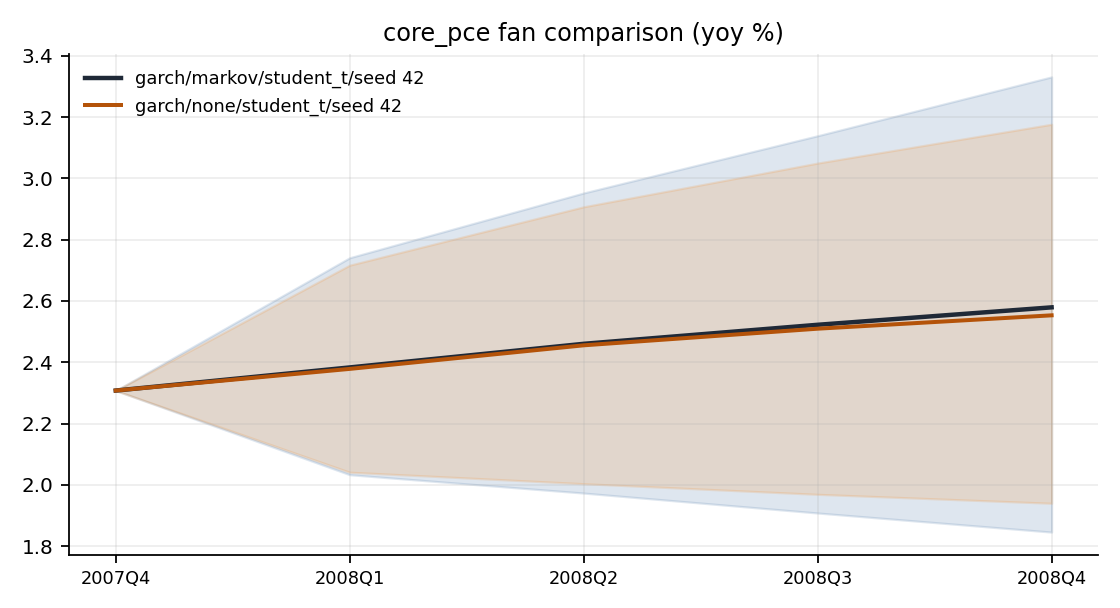 core_pce fan comparison (yoy %)
garch/markov/student_t/seed 42
garch/none/student_t/seed 42
3.4
3.2
3.0
2.8
2.6
2.4
2.2
2.0
1.8
2007Q4 2008Q1 2008Q2 2008Q3 2008Q4